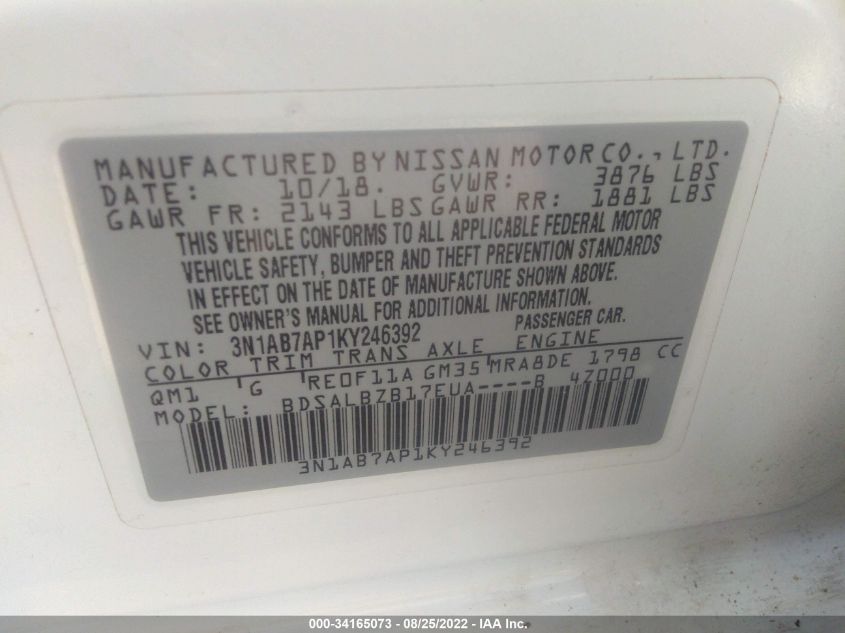 MANUFACTURED BY NISSAN MOTOR CO., LTD.
DATE: 10/18. GVWR: 3876 LBS
GAWR FR: 2143 LBS GAWR RR: 1881 LBS
THIS VEHICLE CONFORMS TO ALL APPLICABLE FEDERAL MOTOR
VEHICLE SAFETY, BUMPER AND THEFT PREVENTION STANDARDS
IN EFFECT ON THE DATE OF MANUFACTURE SHOWN ABOVE.
SEE OWNER'S MANUAL FOR ADDITIONAL INFORMATION.
VIN: 3N1AB7AP1KY246392 PASSENGER CAR.
COLOR TRIM TRANS AXLE ENGINE
QM1 G RE0F11A GM35 MRA8DE 1798 CC
MODEL: BDSALBZB17EUA----B 4Z000
3N1AB7AP1KY246392
000-34165073 - 08/25/2022 - IAA Inc.